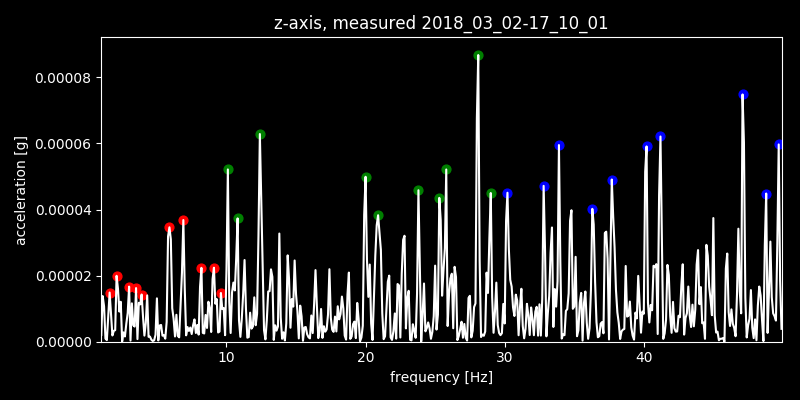 z-axis, measured 2018_03_02-17_10_01
0.00008
0.00006
0.00004
0.00002
0.00000
acceleration [g]
10 20 30 40
frequency [Hz]